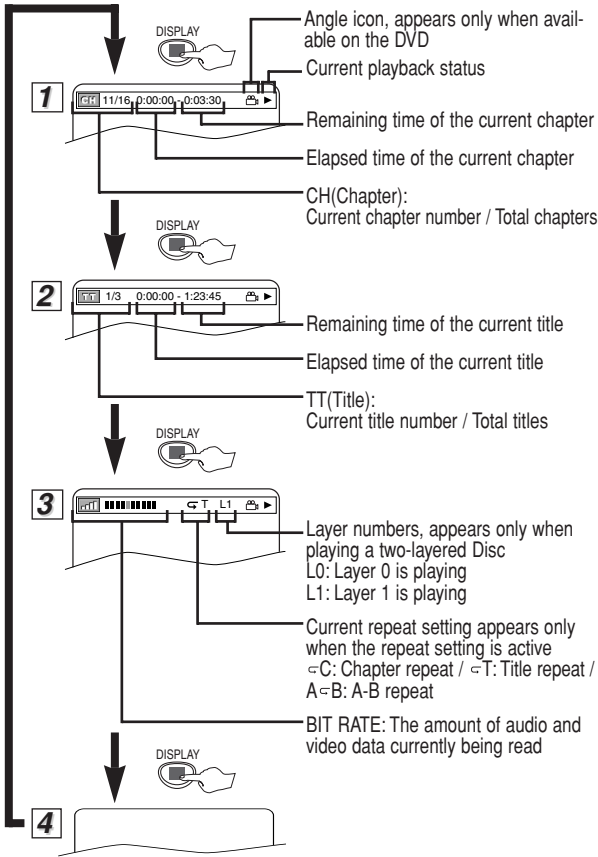 DISPLAY
Angle icon, appears only when avail-
able on the DVD
Current playback status
1
CH 11/16 0:00:00 - 0:03:30
Remaining time of the current chapter
Elapsed time of the current chapter
CH(Chapter):
Current chapter number / Total chapters
DISPLAY
2
TT 1/3 0:00:00 - 1:23:45
Remaining time of the current title
Elapsed time of the current title
TT(Title):
Current title number / Total titles
DISPLAY
3
T L1
Layer numbers, appears only when
playing a two-layered Disc
L0: Layer 0 is playing
L1: Layer 1 is playing
Current repeat setting appears only
when the repeat setting is active
C: Chapter repeat / T: Title repeat /
A B: A-B repeat
BIT RATE: The amount of audio and
video data currently being read
DISPLAY
4